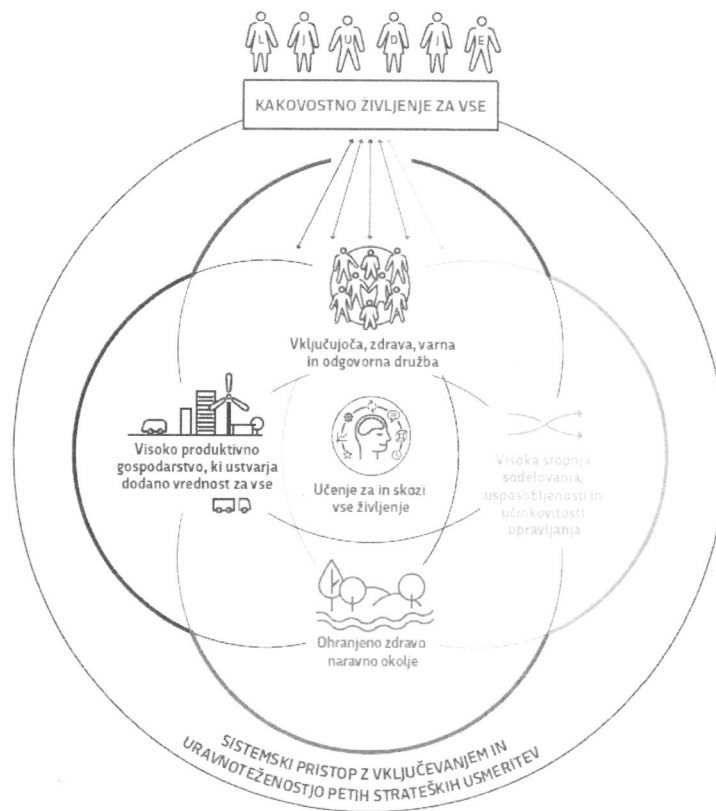 L J U D J E
KAKOVOSTNO ŽIVLJENJE ZA VSE
Vključujoča, zdrava, varna
in odgovorna družba
Visoko produktivno
gospodarstvo, ki ustvarja
dodano vrednost za vse
Učenje za in skozi
vse življenje
Visoka stopnja
sodelovanja,
usposobljenosti in
učinkovitosti
upravljanja
Ohranjeno zdravo
naravno okolje
SISTEMSKI PRISTOP Z VKLJUČEVANJEM IN
URAVNOTEŽENOSTJO PETIH STRATEŠKIH USMERITEV